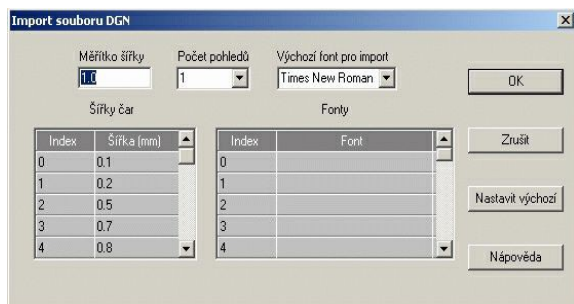 Import souboru DGN
Měřítko šířky Počet pohledů Výchozí font pro import
1.0 1 Times New Roman OK
Šířky čar Fonty
Index Šířka (mm) Index Font Zrušit
0 0.1 0
1 0.2 1
2 0.5 2 Nastavit výchozí
3 0.7 3
4 0.8 4 Nápověda